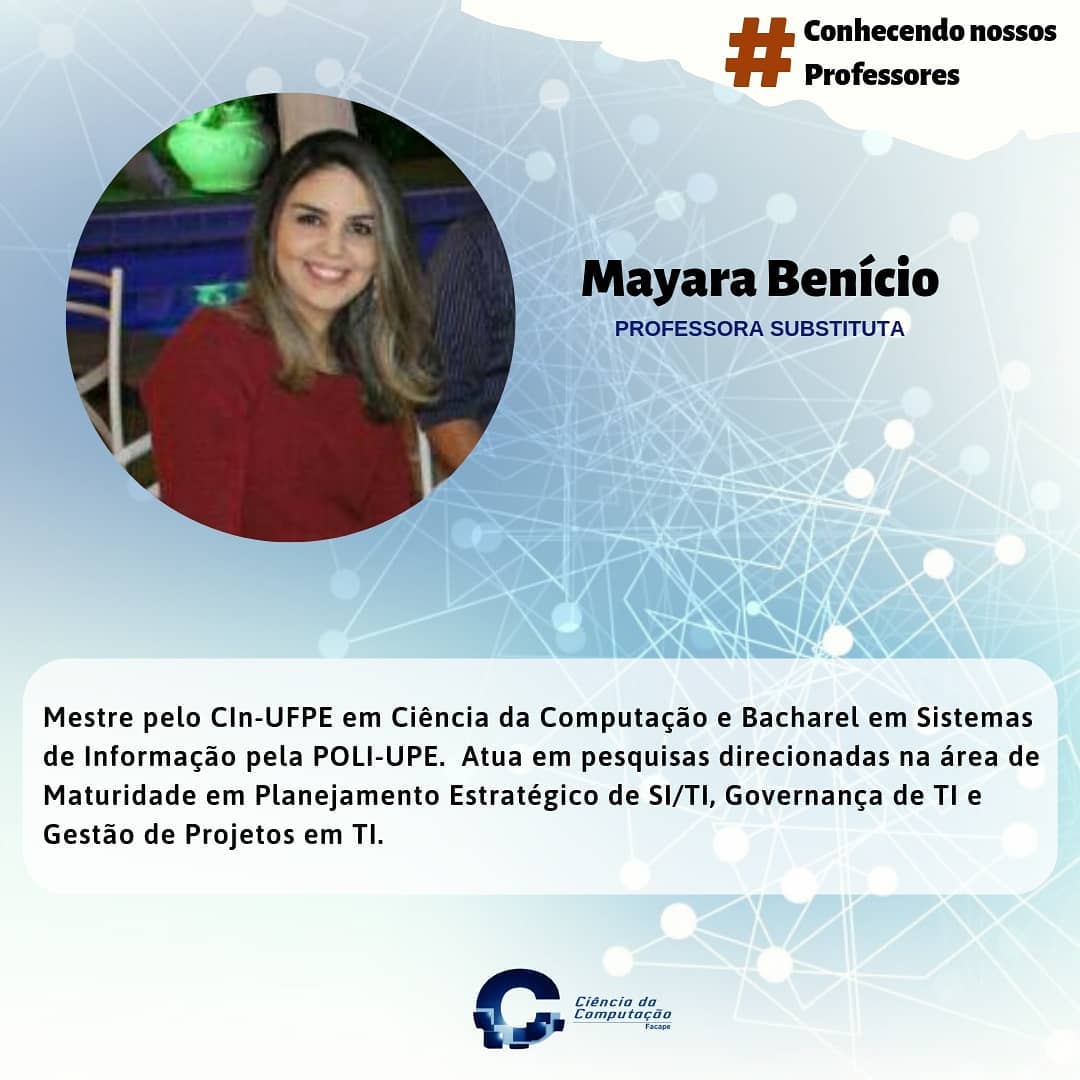 # Conhecendo nossos
Professores
Mayara Benício
PROFESSORA SUBSTITUTA
Mestre pelo CIn-UFPE em Ciência da Computação e Bacharel em Sistemas
de Informação pela POLI-UPE. Atua em pesquisas direcionadas na área de
Maturidade em Planejamento Estratégico de SI/TI, Governança de TI e
Gestão de Projetos em TI.
Ciência da
Computação
Facape